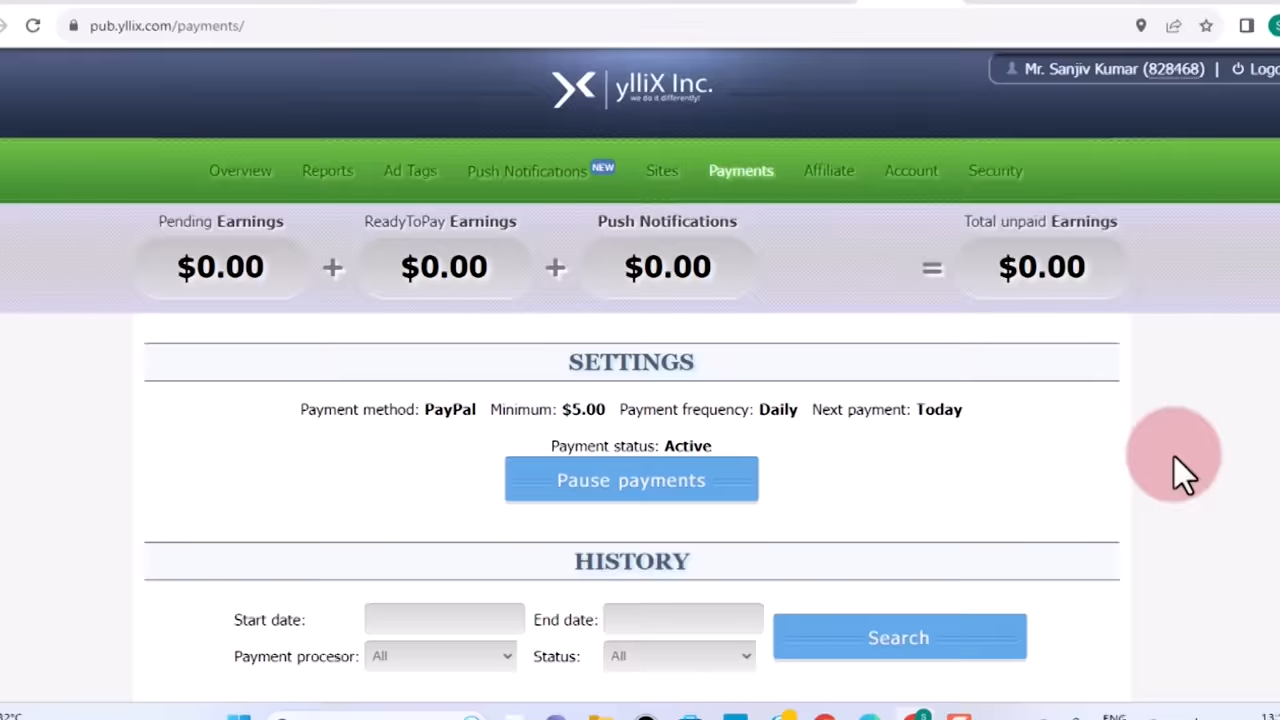 pub.yllix.com/payments/
Mr. Sanjiv Kumar (828468) | Logo
ylliX Inc.
we do it differently!
Overview Reports Ad Tags Push Notifications NEW Sites Payments Affiliate Account Security
Pending Earnings ReadyToPay Earnings Push Notifications Total unpaid Earnings
$0.00 + $0.00 + $0.00 = $0.00
SETTINGS
Payment method: PayPal Minimum: $5.00 Payment frequency: Daily Next payment: Today
Payment status: Active
Pause payments
HISTORY
Start date: End date:
Search
Payment procesor: All Status: All
ENG